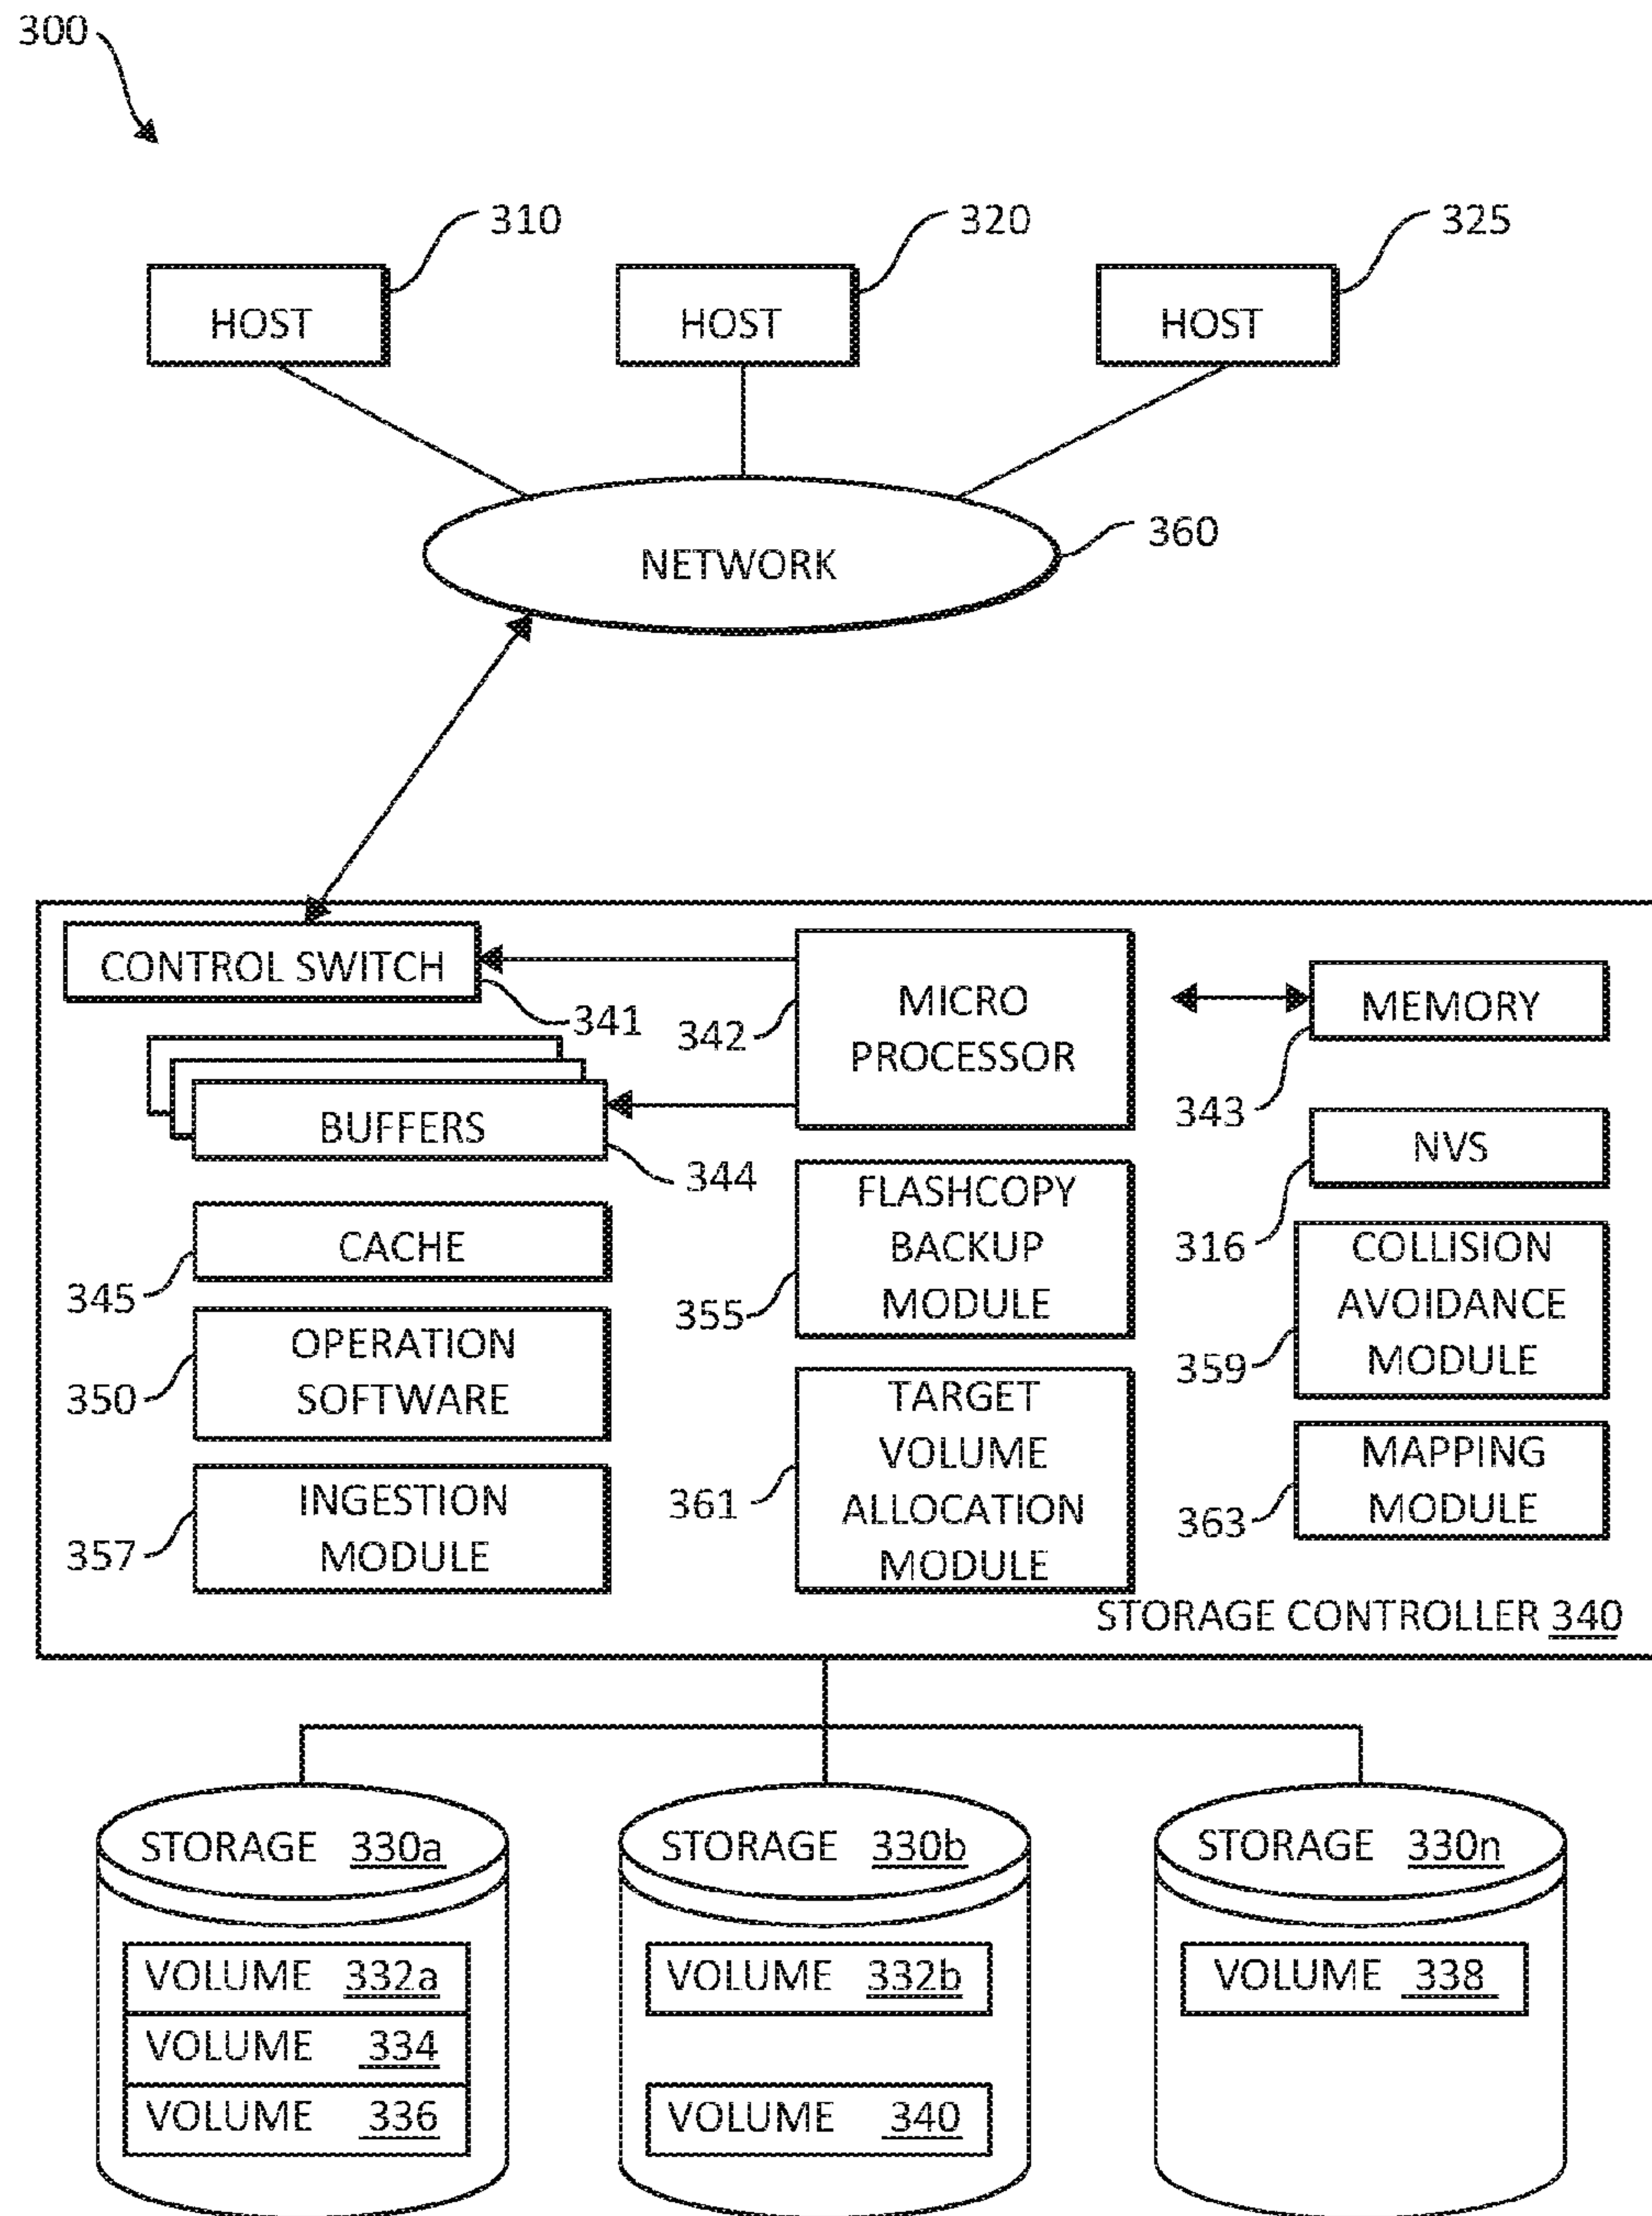 300
310
320
325
HOST
HOST
HOST
360
NETWORK
CONTROL SWITCH
341
BUFFERS
344
CACHE
345
OPERATION
SOFTWARE
350
INGESTION
MODULE
357
MICRO
PROCESSOR
342
FLASHCOPY
BACKUP
MODULE
355
TARGET
VOLUME
ALLOCATION
MODULE
361
MEMORY
343
NVS
316
COLLISION
AVOIDANCE
MODULE
359
MAPPING
MODULE
363
STORAGE CONTROLLER 340
STORAGE 330a
VOLUME 332a
VOLUME 334
VOLUME 336
STORAGE 330b
VOLUME 332b
VOLUME 340
STORAGE 330n
VOLUME 338